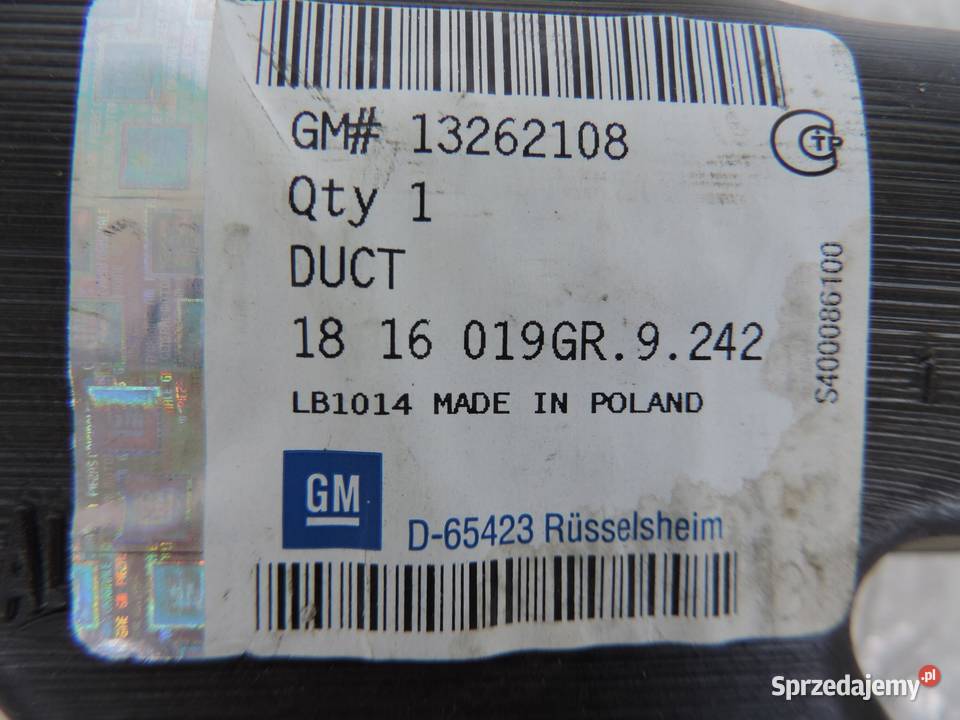 GM# 13262108
Qty 1
DUCT
18 16 019GR.9.242
LB1014 MADE IN POLAND
S400086100
GM
D-65423 Rüsselsheim
Sprzedajemy.pl